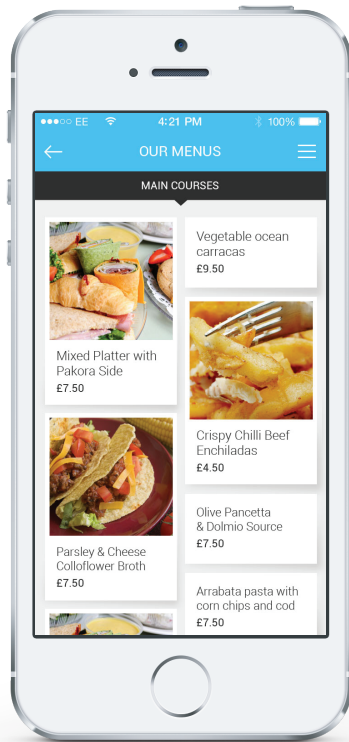 ●●●○○ EE 4:21 PM 100%
OUR MENUS
MAIN COURSES
Mixed Platter with
Pakora Side
£7.50
Parsley & Cheese
Colloflower Broth
£7.50
Vegetable ocean
carracas
£9.50
Crispy Chilli Beef
Enchiladas
£4.50
Olive Pancetta
& Dolmio Source
£7.50
Arrabata pasta with
corn chips and cod
£7.50